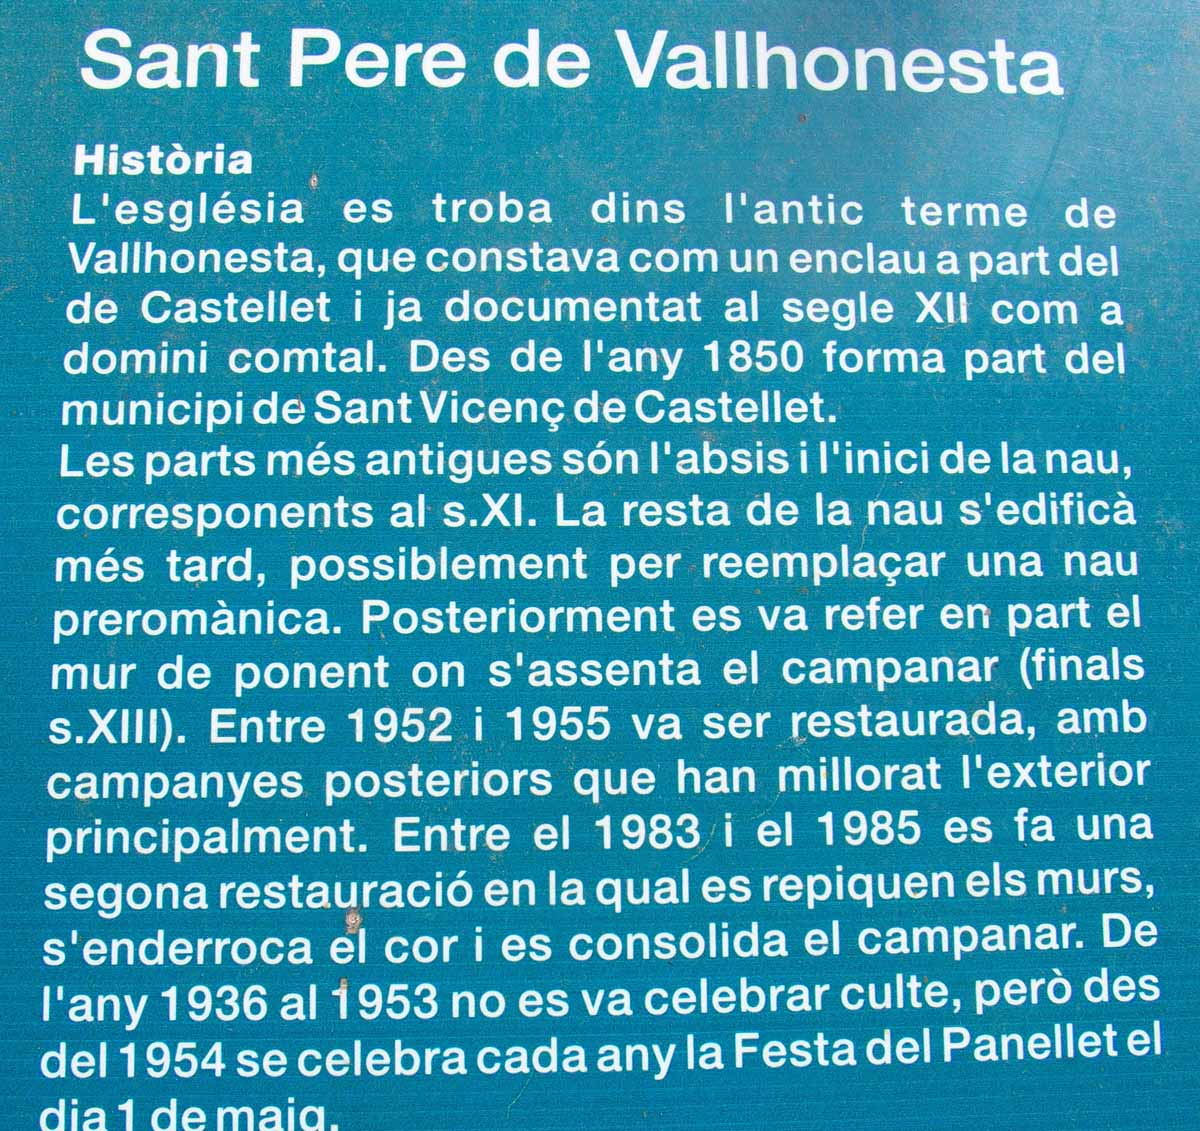 Sant Pere de Vallhonesta
Història
L'església es troba dins l'antic terme de
Vallhonesta, que constava com un enclau a part del
de Castellet i ja documentat al segle XII com a
domini comtal. Des de l'any 1850 forma part del
municipi de Sant Vicenç de Castellet.
Les parts més antigues són l'absis i l'inici de la nau,
corresponents al s.XI. La resta de la nau s'edificà
més tard, possiblement per reemplaçar una nau
preromànica. Posteriorment es va refer en part el
mur de ponent on s'assenta el campanar (finals
s.XIII). Entre 1952 i 1955 va ser restaurada, amb
campanyes posteriors que han millorat l'exterior
principalment. Entre el 1983 i el 1985 es fa una
segona restauració en la qual es repiquen els murs,
s'enderroca el cor i es consolida el campanar. De
l'any 1936 al 1953 no es va celebrar culte, però des
del 1954 se celebra cada any la Festa del Panellet el
dia 1 de maig.